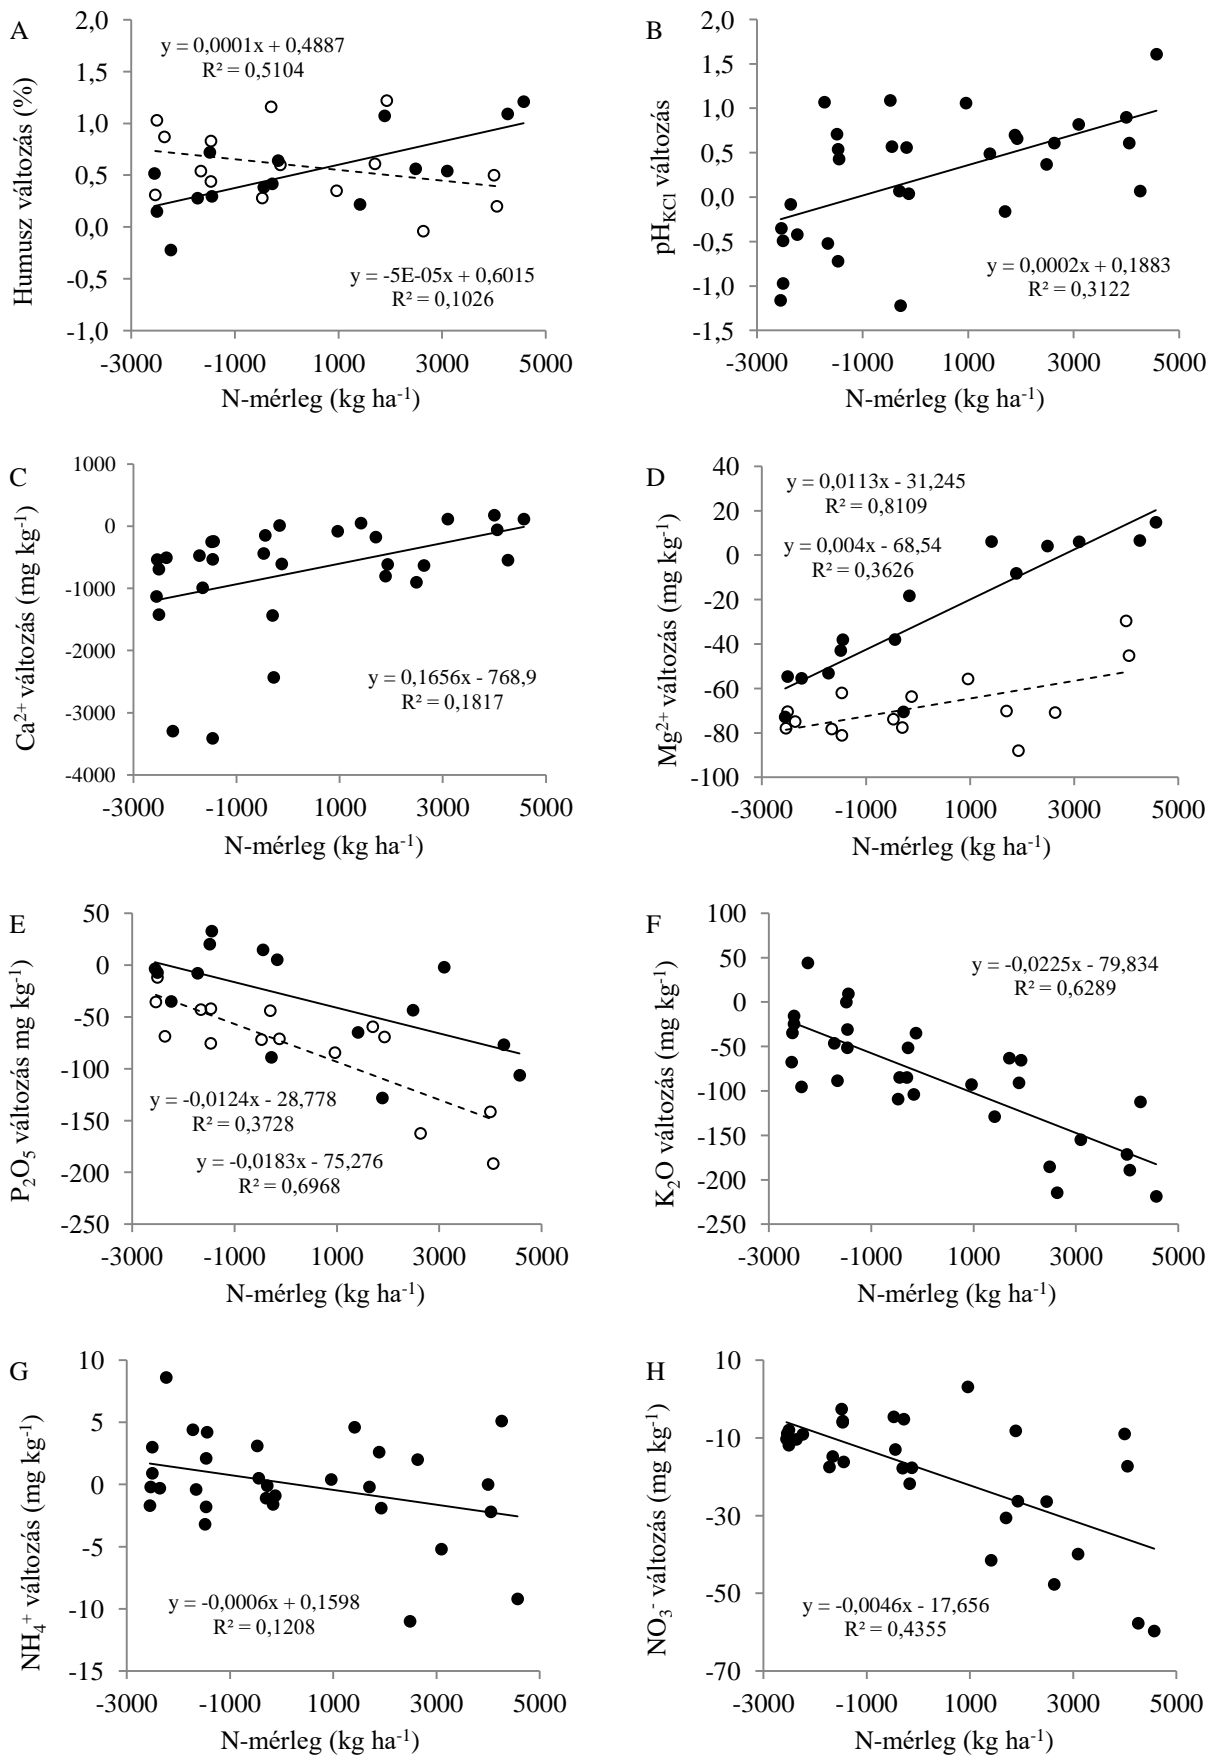 A
2,0
1,5
1,0
0,5
0,0
-0,5
-1,0
Humusz változás (%)
y = 0,0001x + 0,4887
R² = 0,5104
y = -5E-05x + 0,6015
R² = 0,1026
-3000 -1000 1000 3000 5000
N-mérleg (kg ha⁻¹)
B
2,0
1,5
1,0
0,5
0,0
-0,5
-1,0
-1,5
pH_KCl változás
y = 0,0002x + 0,1883
R² = 0,3122
-3000 -1000 1000 3000 5000
N-mérleg (kg ha⁻¹)
C
1000
0
-1000
-2000
-3000
-4000
Ca²⁺ változás (mg kg⁻¹)
y = 0,1656x - 768,9
R² = 0,1817
-3000 -1000 1000 3000 5000
N-mérleg (kg ha⁻¹)
D
40
20
0
-20
-40
-60
-80
-100
Mg²⁺ változás (mg kg⁻¹)
y = 0,0113x - 31,245
R² = 0,8109
y = 0,004x - 68,54
R² = 0,3626
-3000 -1000 1000 3000 5000
N-mérleg (kg ha⁻¹)
E
50
0
-50
-100
-150
-200
-250
P₂O₅ változás mg kg⁻¹)
y = -0,0124x - 28,778
R² = 0,3728
y = -0,0183x - 75,276
R² = 0,6968
-3000 -1000 1000 3000 5000
N-mérleg (kg ha⁻¹)
F
100
50
0
-50
-100
-150
-200
-250
K₂O változás (mg kg⁻¹)
y = -0,0225x - 79,834
R² = 0,6289
-3000 -1000 1000 3000 5000
N-mérleg (kg ha⁻¹)
G
10
5
0
-5
-10
-15
NH₄⁺ változás (mg kg⁻¹)
y = -0,0006x + 0,1598
R² = 0,1208
-3000 -1000 1000 3000 5000
N-mérleg (kg ha⁻¹)
H
10
-10
-30
-50
-70
NO₃⁻ változás (mg kg⁻¹)
y = -0,0046x - 17,656
R² = 0,4355
-3000 -1000 1000 3000 5000
N-mérleg (kg ha⁻¹)